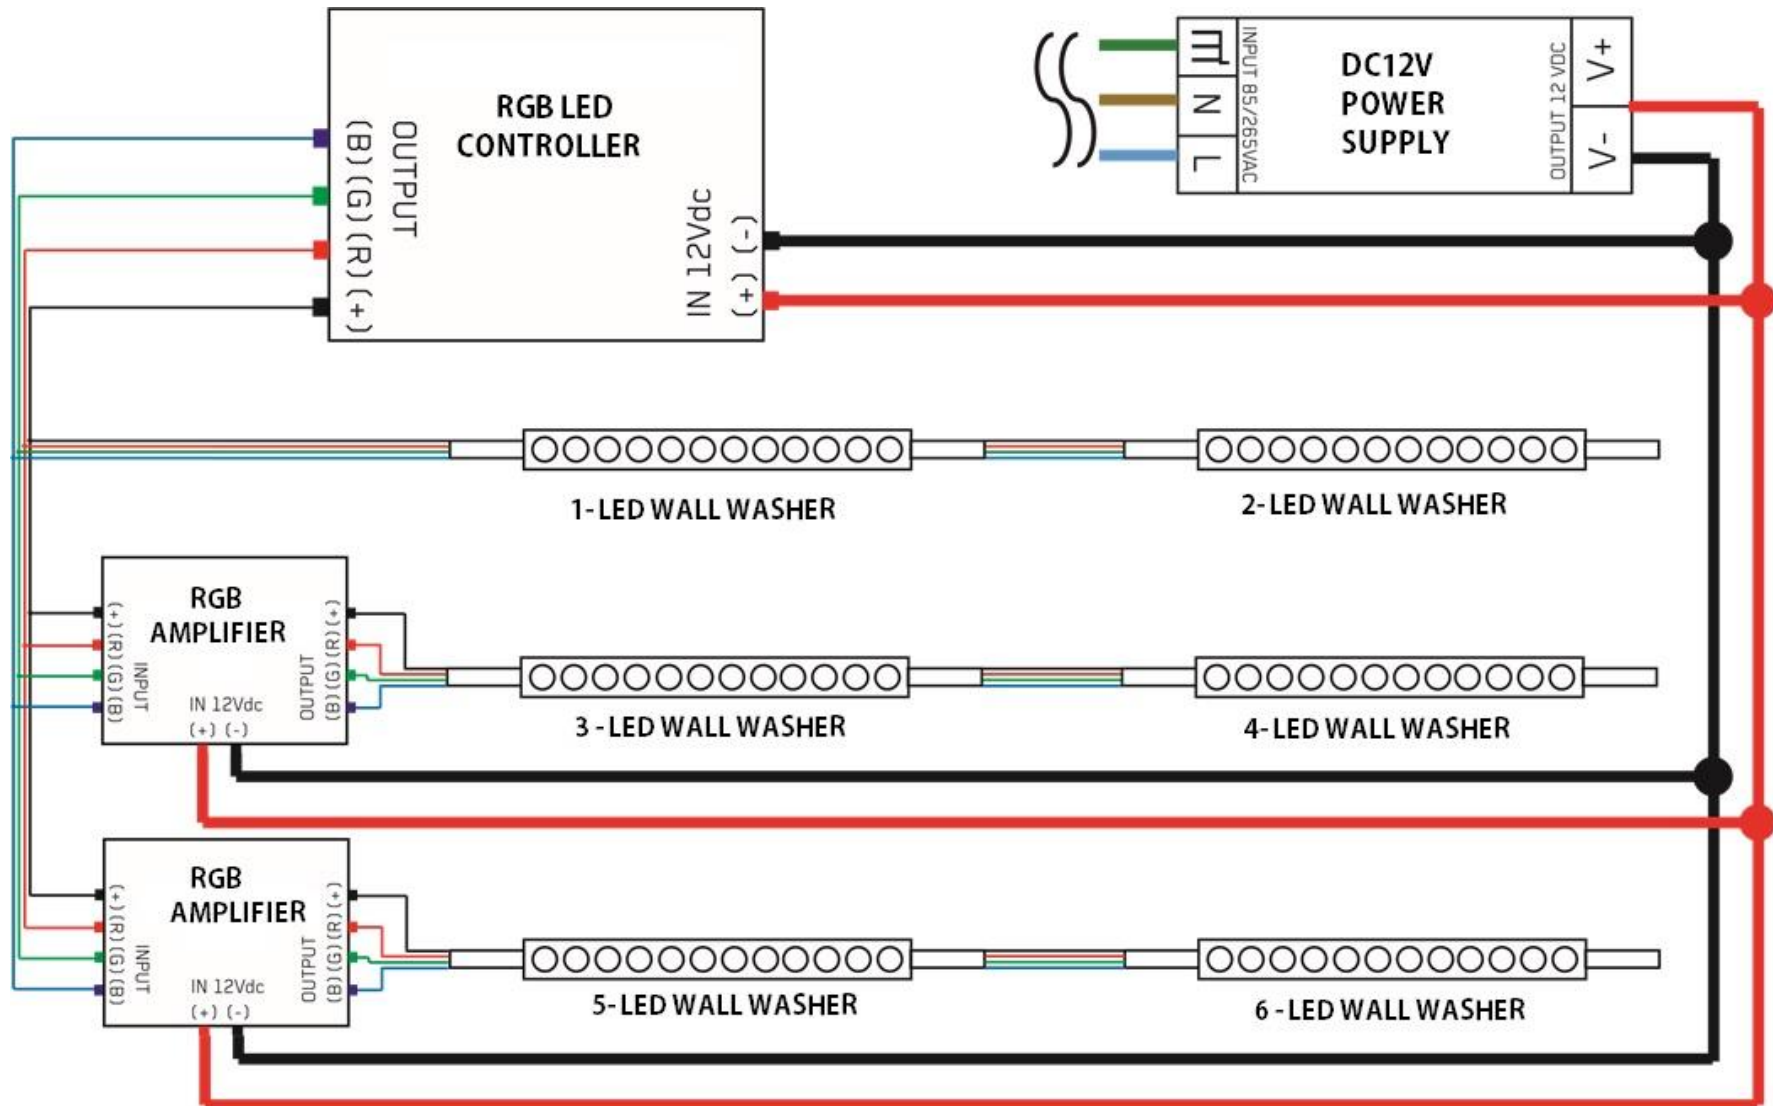 RGB LED
CONTROLLER
OUTPUT
(B)(G)(R)(+)
IN 12Vdc
(+) (-)
DC12V
POWER
SUPPLY
INPUT 85/265VAC
N
L
OUTPUT 12 VDC
V+
V-
1-LED WALL WASHER
2-LED WALL WASHER
RGB
AMPLIFIER
(+)(R)(G)(B)
INPUT
IN 12Vdc
(+) (-)
OUTPUT
(B)(G)(R)(+)
3 -LED WALL WASHER
4-LED WALL WASHER
RGB
AMPLIFIER
(+)(R)(G)(B)
INPUT
IN 12Vdc
(+) (-)
OUTPUT
(B)(G)(R)(+)
5-LED WALL WASHER
6 -LED WALL WASHER